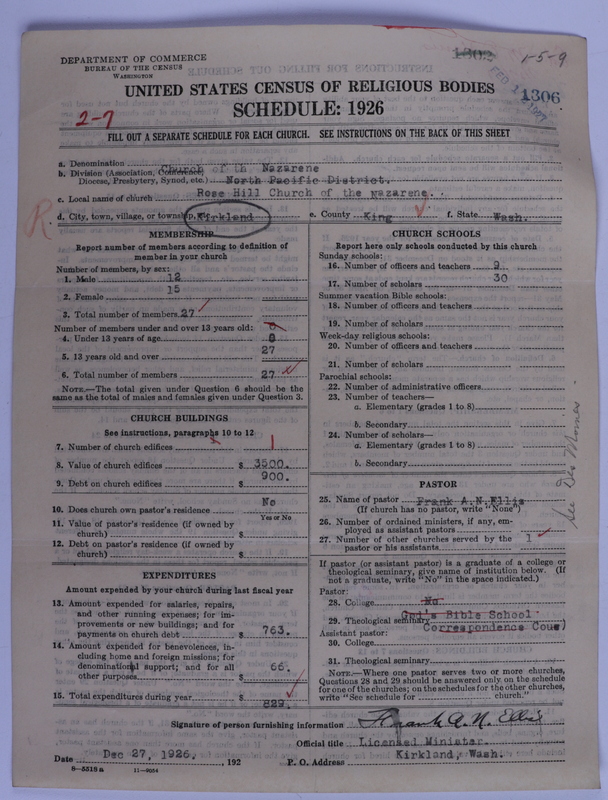 DEPARTMENT OF COMMERCE
BUREAU OF THE CENSUS
WASHINGTON
1302
1-5-9
1306
UNITED STATES CENSUS OF RELIGIOUS BODIES
SCHEDULE: 1926
2-7
FILL OUT A SEPARATE SCHEDULE FOR EACH CHURCH. SEE INSTRUCTIONS ON THE BACK OF THIS SHEET
a. Denomination Church of th Nazarene
b. Division (Association, Conference, Diocese, Presbytery, Synod, etc.) North Pacific District.
c. Local name of church Rose Hill Church of the nazarene.
R
d. City, town, village, or township Kirkland e. County King f. State Wash.
MEMBERSHIP
Report number of members according to definition of
member in your church
Number of members, by sex:
1. Male 12
2. Female 15
3. Total number of members 27
Number of members under and over 13 years old: 0
4. Under 13 years of age 0
5. 13 years old and over 27
6. Total number of members 27
NOTE.—The total given under Question 6 should be
same as the total of males and females given under Question 3.
CHURCH BUILDINGS
See instructions, paragraphs 10 to 12
7. Number of church edifices 1
8. Value of church edifices $ 3500.
9. Debt on church edifices $ 900.
10. Does church own pastor's residence? No
Yes or No
11. Value of pastor's residence (if owned by
church) $
12. Debt on pastor's residence (if owned by
church) $
EXPENDITURES
Amount expended by your church during last fiscal year
13. Amount expended for salaries, repairs,
and other running expenses; for im-
provements or new buildings; and for
payments on church debt $ 763.
14. Amount expended for benevolences, in-
cluding home and foreign missions; for
denominational support; and for all
other purposes $ 66.
15. Total expenditures during year $ 829.
CHURCH SCHOOLS
Report here only schools conducted by this church
Sunday schools:
16. Number of officers and teachers 9
17. Number of scholars 30
Summer vacation Bible schools:
18. Number of officers and teachers
19. Number of scholars
Week-day religious schools:
20. Number of officers and teachers
21. Number of scholars
Parochial schools:
22. Number of administrative officers
23. Number of teachers—
a. Elementary (grades 1 to 8)
b. Secondary
24. Number of scholars—
a. Elementary (grades 1 to 8)
b. Secondary
See Des Moines
PASTOR
25. Name of pastor Frank A.N.Ellis
(If church has no pastor, write "None")
26. Number of ordained ministers, if any, em-
ployed as assistant pastors
27. Number of other churches served by the
pastor or his assistants 1
If pastor (or assistant pastor) is a graduate of a college or
theological seminary, give name of institution below. (If
not a graduate, write "No" in the space indicated.)
Pastor:
28. College No
29. Theological seminary God's Bible School
Correspondence Cous)
Assistant pastor:
30. College
31. Theological seminary
NOTE.—Where one pastor serves two or more churches,
Questions 28 and 29 should be answered only on the schedule
for one of the churches; on the schedules for the other churches,
write "See schedule for church."
Signature of person furnishing information Frank A. N. Ellis
Official title Licensed Minister.
Date Dec 27, 1926. , 192 P. O. Address Kirkland, Wash.
8—5318a 11—9054